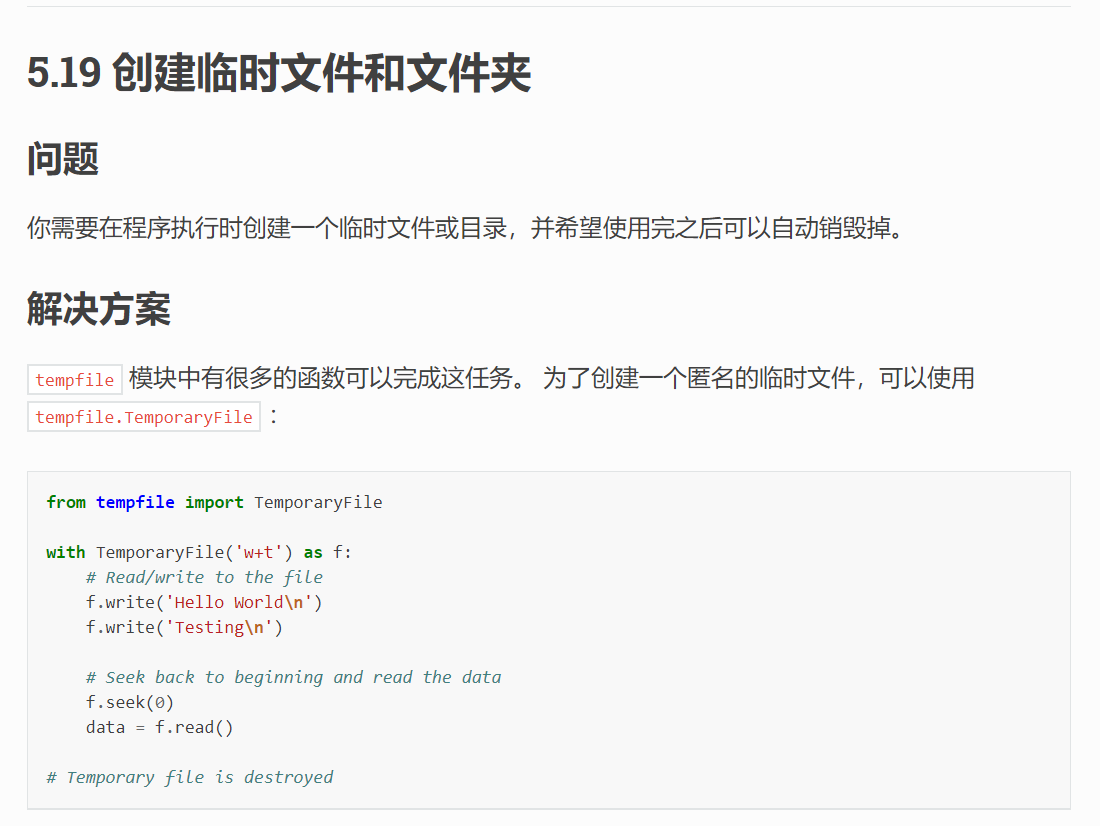 5.19 创建临时文件和文件夹
问题
你需要在程序执行时创建一个临时文件或目录，并希望使用完之后可以自动销毁掉。
解决方案
tempfile 模块中有很多的函数可以完成这任务。 为了创建一个匿名的临时文件，可以使用
tempfile.TemporaryFile ：
from tempfile import TemporaryFile
with TemporaryFile('w+t') as f:
# Read/write to the file
f.write('Hello World\n')
f.write('Testing\n')
# Seek back to beginning and read the data
f.seek(0)
data = f.read()
# Temporary file is destroyed